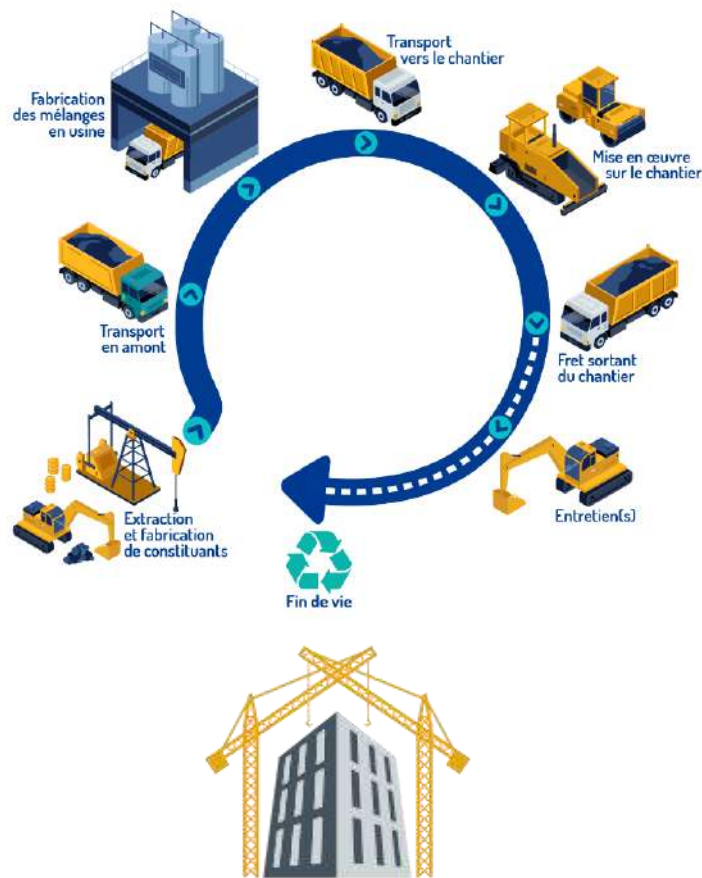 Transport
vers le chantier
Fabrication
des mélanges
en usine
Mise en œuvre
sur le chantier
Transport
en amont
Fret sortant
du chantier
Extraction
et fabrication
de constituants
Entretien(s)
Fin de vie